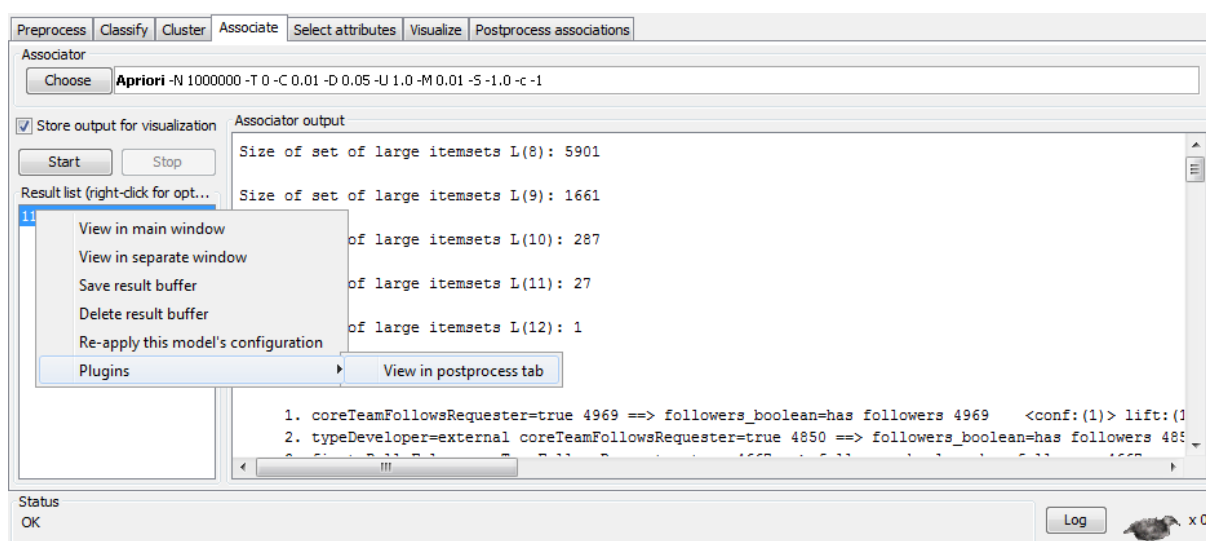 Preprocess Classify Cluster Associate Select attributes Visualize Postprocess associations
Associator
Choose Apriori -N 1000000 -T 0 -C 0.01 -D 0.05 -U 1.0 -M 0.01 -S -1.0 -c -1
Store output for visualization
Start Stop
Result list (right-click for opt...
11
View in main window
View in separate window
Save result buffer
Delete result buffer
Re-apply this model's configuration
Plugins
View in postprocess tab
Associator output
Size of set of large itemsets L(8): 5901
Size of set of large itemsets L(9): 1661
of large itemsets L(10): 287
of large itemsets L(11): 27
of large itemsets L(12): 1
1. coreTeamFollowsRequester=true 4969 ==> followers_boolean=has followers 4969 <conf:(1)> lift:(1
2. typeDeveloper=external coreTeamFollowsRequester=true 4850 ==> followers_boolean=has followers 485
Status
OK
Log
x 0